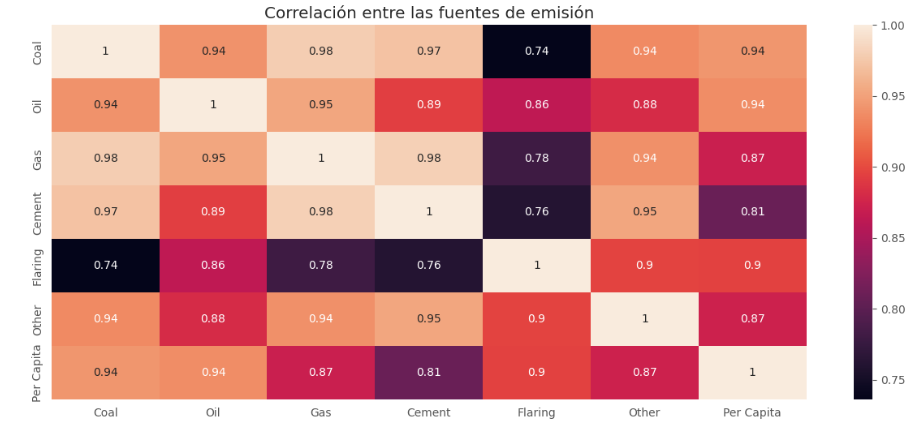 Correlación entre las fuentes de emisión
Coal 1 0.94 0.98 0.97 0.74 0.94 0.94
Oil 0.94 1 0.95 0.89 0.86 0.88 0.94
Gas 0.98 0.95 1 0.98 0.78 0.94 0.87
Cement 0.97 0.89 0.98 1 0.76 0.95 0.81
Flaring 0.74 0.86 0.78 0.76 1 0.9 0.9
Other 0.94 0.88 0.94 0.95 0.9 1 0.87
Per Capita 0.94 0.94 0.87 0.81 0.9 0.87 1
Coal Oil Gas Cement Flaring Other Per Capita
1.00
0.95
0.90
0.85
0.80
0.75